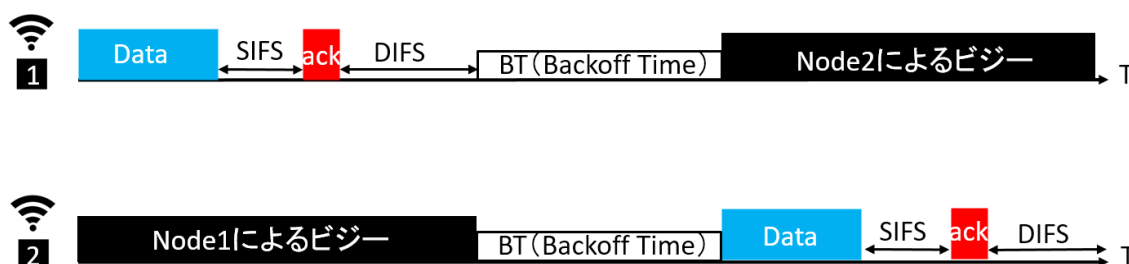 Data SIFS ack DIFS BT(Backoff Time) Node2によるビジー
1 T
Node1によるビジー BT(Backoff Time) Data SIFS ack DIFS
2 T